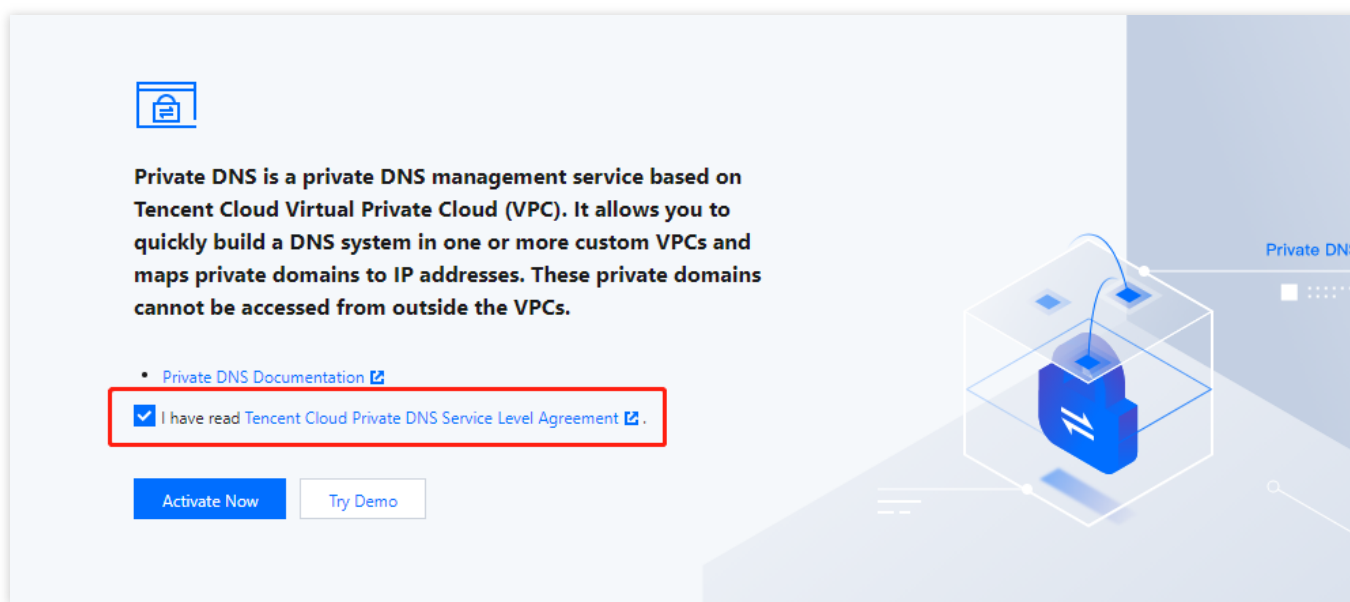 Private DNS is a private DNS management service based on
Tencent Cloud Virtual Private Cloud (VPC). It allows you to
quickly build a DNS system in one or more custom VPCs and
maps private domains to IP addresses. These private domains
cannot be accessed from outside the VPCs.
Private DNS
• Private DNS Documentation
I have read Tencent Cloud Private DNS Service Level Agreement .
Activate Now
Try Demo